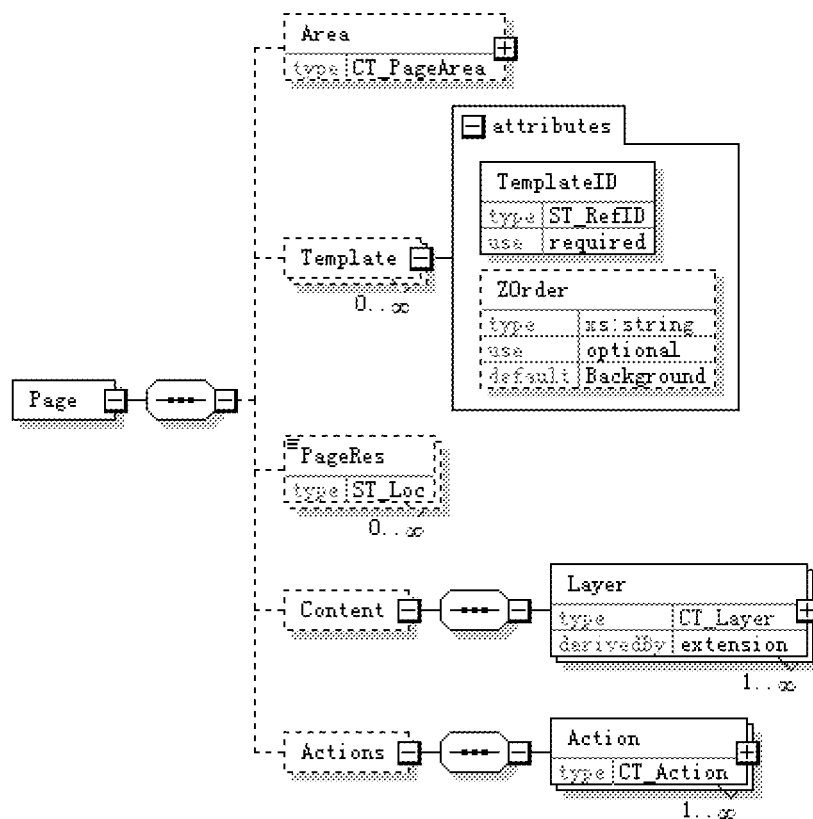 Area
type CT_PageArea
attributes
TemplateID
type ST_RefID
use required
Template
0..∞
ZOrder
type xs:string
use optional
default Background
Page
PageRes
type ST_Loc
0..∞
Content
Layer
type CT_Layer
derivedBy extension
1..∞
Actions
Action
type CT_Action
1..∞